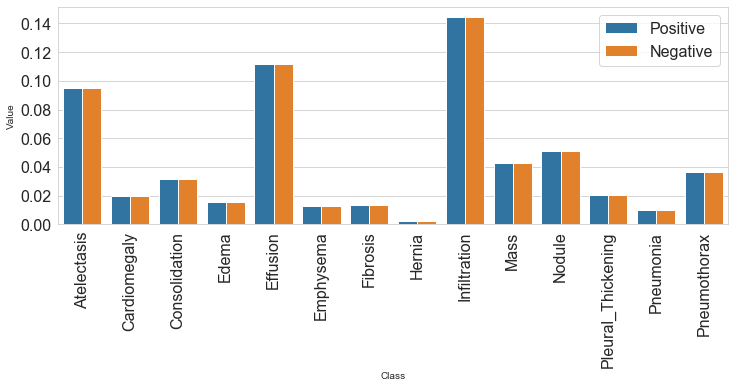 0.14
0.12
0.10
0.08
0.06
0.04
0.02
0.00
Value
Positive
Negative
Atelectasis
Cardiomegaly
Consolidation
Edema
Effusion
Emphysema
Fibrosis
Hernia
Infiltration
Mass
Nodule
Pleural_Thickening
Pneumonia
Pneumothorax
Class